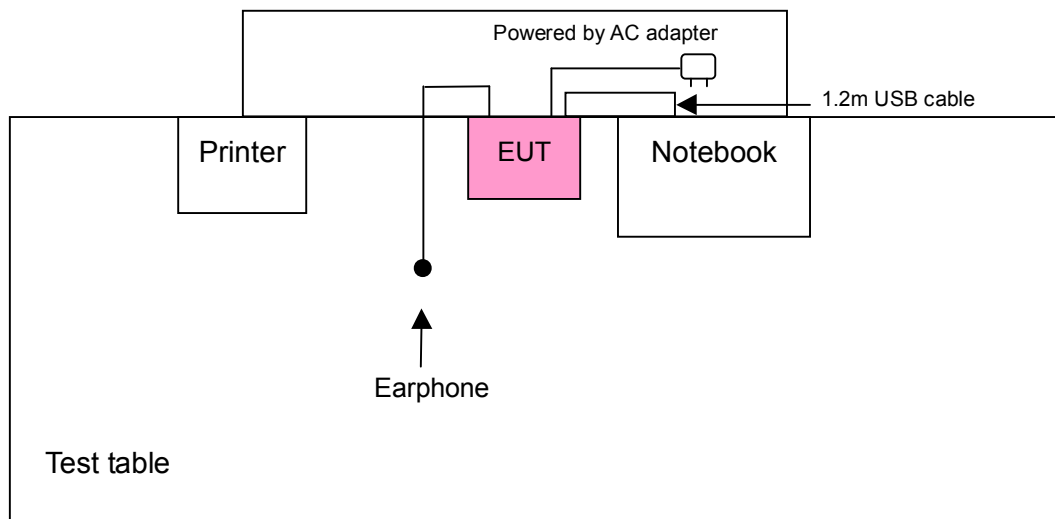 Powered by AC adapter
1.2m USB cable
Printer
EUT
Notebook
Earphone
Test table